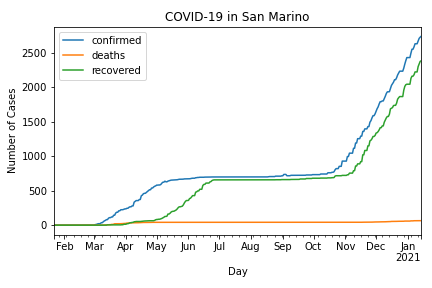 COVID-19 in San Marino
confirmed
deaths
recovered
Number of Cases
2500
2000
1500
1000
500
0
Feb Mar Apr May Jun Jul Aug Sep Oct Nov Dec Jan
2021
Day